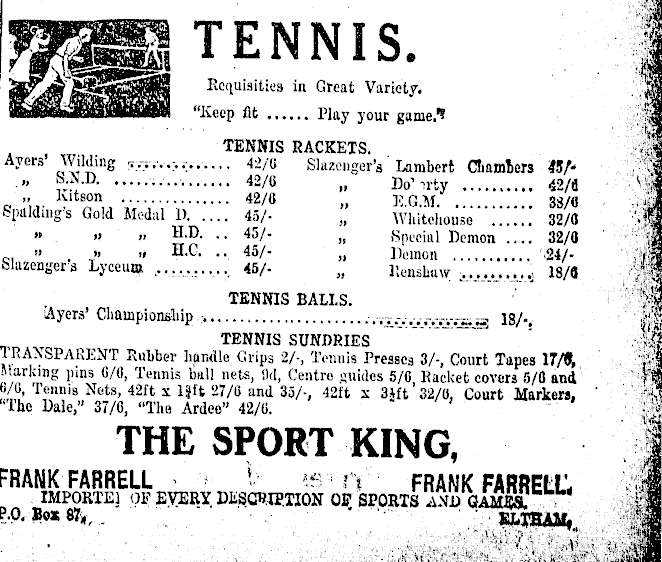 TENNIS.
Requisities in Great Variety.
"Keep fit ...... Play your game."
TENNIS RACKETS.
Ayers' Wilding .............. 42/6 Slazenger's Lambert Chambers 45/-
„ S.N.D. ............... 42/6 „ Do' erty .......... 42/6
„ Kitson .............. 42/6 „ E.G.M. ........... 38/6
Spalding's Gold Medal D. .... 45/- „ Whitehouse ...... 32/6
„ „ „ H.D. .. 45/- „ Special Demon .... 32/6
„ „ „ H.C. .. 45/- „ Demon ........... 24/-
Slazenger's Lyceum .......... 45/- „ Renshaw .......... 18/6
TENNIS BALLS.
Ayers' Championship ................................ 18/-.
TENNIS SUNDRIES
TRANSPARENT Rubber handle Grips 2/-, Tennis Presses 3/-, Court Tapes 17/6,
Marking pins 6/6, Tennis ball nets, 9d, Centre guides 5/6, Racket covers 5/6 and
6/6, Tennis Nets, 42ft x 1½ft 27/6 and 35/-, 42ft x 3½ft 32/6, Court Markers,
"The Dale," 37/6, "The Ardee" 42/6.
THE SPORT KING,
FRANK FARRELL FRANK FARRELL.
IMPORTE] OF EVERY DESCRIPTION OF SPORTS AND GAMES.
P.O. Box 87. ELTHAM.